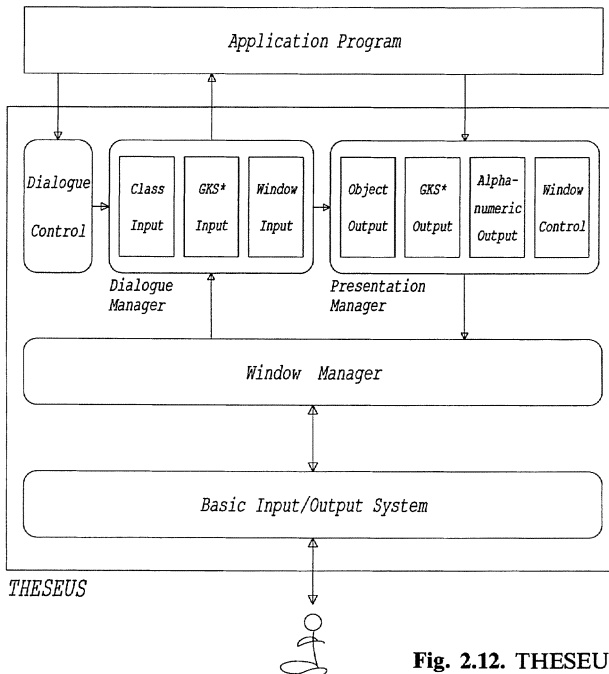 Application Program
Dialogue
Control
Class
Input
GKS*
Input
Window
Input
Dialogue
Manager
Object
Output
GKS*
Output
Alpha-
numeric
Output
Window
Control
Presentation
Manager
Window Manager
Basic Input/Output System
THESEUS
Fig. 2.12. THESEU